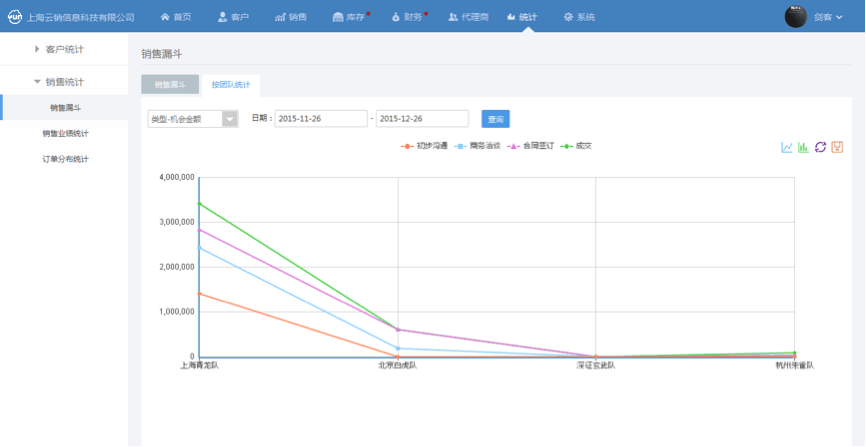 yun 上海云销信息科技有限公司 首页 客户 销售 库存 财务 代理商 统计 系统 剑客
客户统计
销售统计
销售漏斗
销售业绩统计
订单分布统计
销售漏斗
销售漏斗 按团队统计
类型-机会金额 日期： 2015-11-26 - 2015-12-26 查询
初步沟通 商务洽谈 合同签订 成交
4,000,000
3,000,000
2,000,000
1,000,000
0
上海青龙队 北京白虎队 深证玄武队 杭州朱雀队